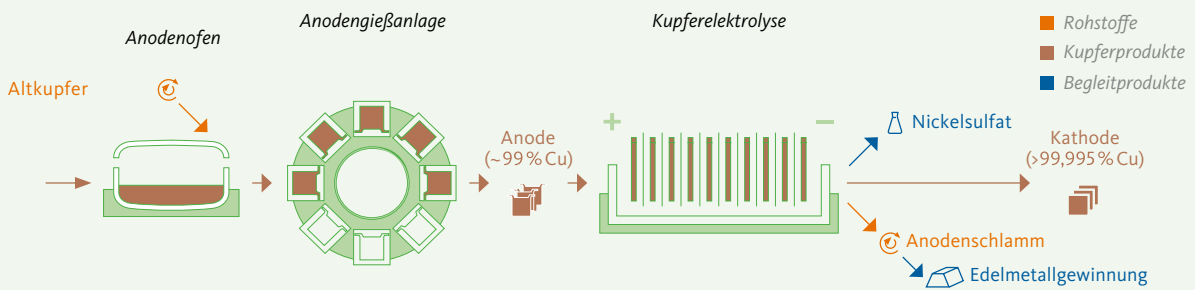 Anodenofen
Anodengießanlage
Kupferelektrolyse
Rohstoffe
Kupferprodukte
Begleitprodukte
Altkupfer
Anode
(~99 % Cu)
+
–
Nickelsulfat
Kathode
(>99,995 % Cu)
Anodenschlamm
Edelmetallgewinnung